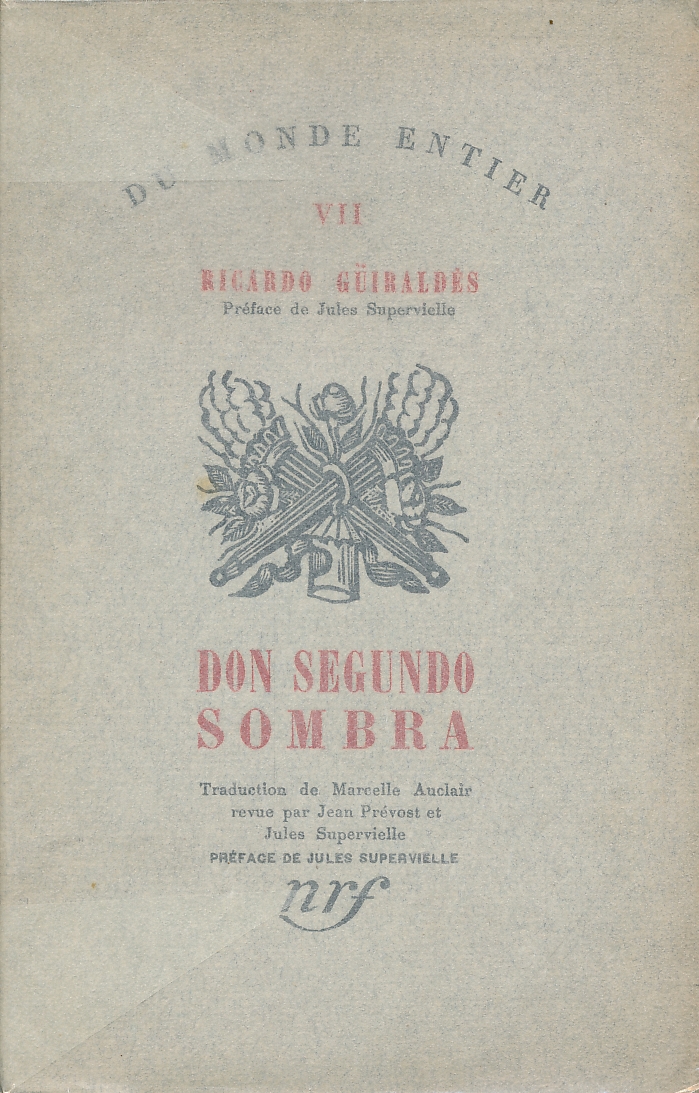 DU MONDE ENTIER
VII
RICARDO GÜIRALDÈS
Préface de Jules Supervielle
DON SEGUNDO
SOMBRA
Traduction de Marcelle Auclair
revue par Jean Prévost et
Jules Supervielle
PRÉFACE DE JULES SUPERVIELLE
nrf